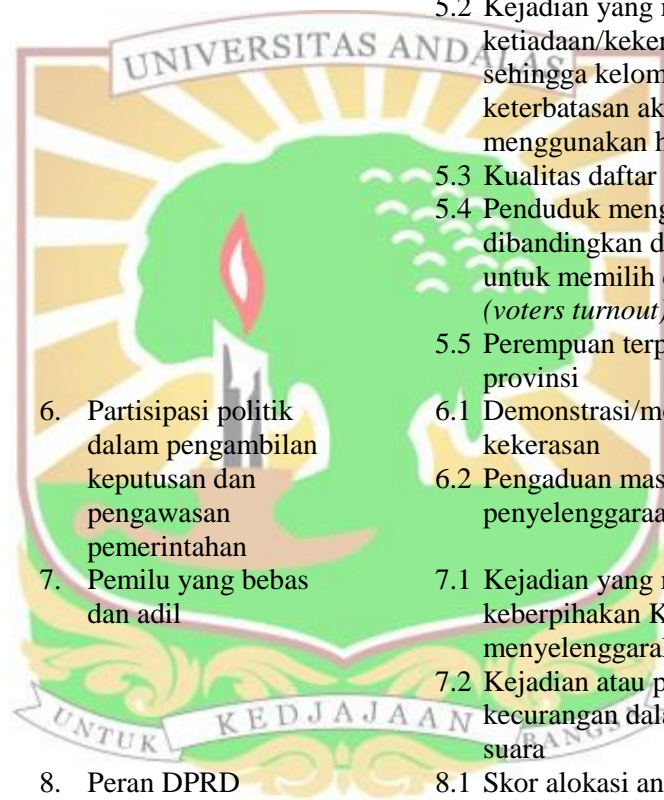 UNIVERSITAS ANDALAS
5.2 Kejadian yang
ketiadaan/keker
sehingga kelom
keterbatasan ak
menggunakan h
5.3 Kualitas daftar
5.4 Penduduk meng
dibandingkan d
untuk memilih
(voters turnout)
5.5 Perempuan terp
provinsi
6. Partisipasi politik
dalam pengambilan
keputusan dan
pengawasan
pemerintahan
6.1 Demonstrasi/mo
kekerasan
6.2 Pengaduan mas
penyelenggaraa
7. Pemilu yang bebas
dan adil
7.1 Kejadian yang
keberpihakan K
menyelenggaral
7.2 Kejadian atau p
kecurangan dala
suara
UNTUK KEDJAJAAN BANGSA
8. Peran DPRD
8.1 Skor alokasi an